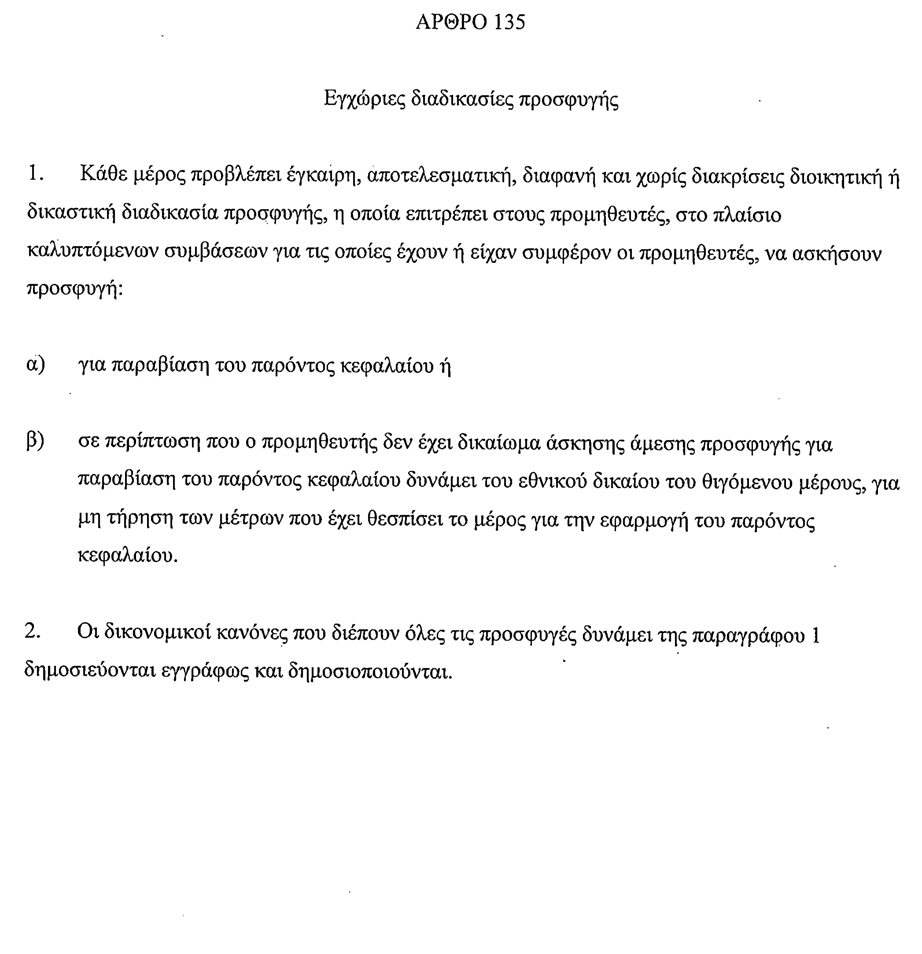 ΑΡΘΡΟ 135
Εγχώριες διαδικασίες προσφυγής
1. Κάθε μέρος προβλέπει έγκαιρη, αποτελεσματική, διαφανή και χωρίς διακρίσεις διοικητική ή
δικαστική διαδικασία προσφυγής, η οποία επιτρέπει στους προμηθευτές, στο πλαίσιο
καλυπτόμενων συμβάσεων για τις οποίες έχουν ή είχαν συμφέρον οι προμηθευτές, να ασκήσουν
προσφυγή:
α) για παραβίαση του παρόντος κεφαλαίου ή
β) σε περίπτωση που ο προμηθευτής δεν έχει δικαίωμα άσκησης άμεσης προσφυγής για
παραβίαση του παρόντος κεφαλαίου δυνάμει του εθνικού δικαίου του θιγόμενου μέρους, για
μη τήρηση των μέτρων που έχει θεσπίσει το μέρος για την εφαρμογή του παρόντος
κεφαλαίου.
2. Οι δικονομικοί κανόνες που διέπουν όλες τις προσφυγές δυνάμει της παραγράφου 1
δημοσιεύονται εγγράφως και δημοσιοποιούνται.